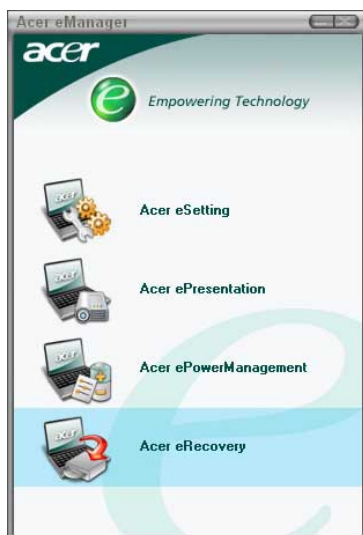 Acer eManager
acer
e Empowering Technology
Acer eSetting
Acer ePresentation
Acer ePowerManagement
Acer eRecovery